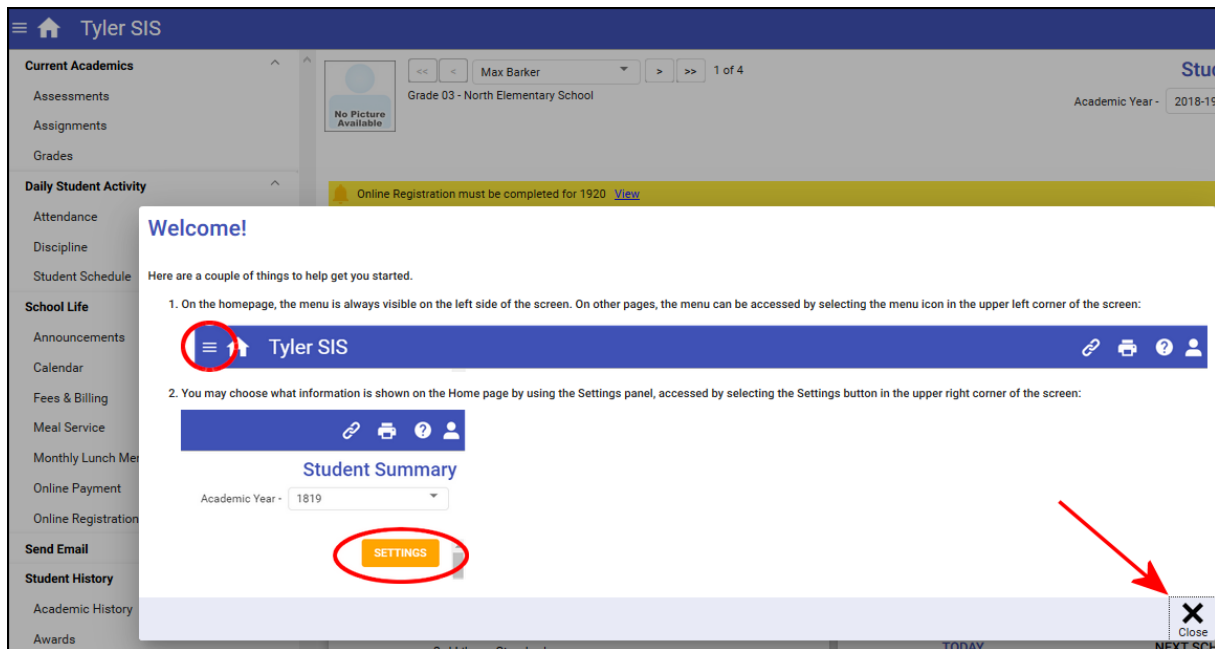 Tyler SIS
Current Academics
Assessments
Assignments
Grades
Daily Student Activity
Attendance
Discipline
Student Schedule
School Life
Announcements
Calendar
Fees & Billing
Meal Service
Monthly Lunch Me
Online Payment
Online Registration
Send Email
Student History
Academic History
Awards
No Picture
Available
<< < Max Barker > >> 1 of 4
Grade 03 - North Elementary School
Stu
Academic Year - 2018-19
Online Registration must be completed for 1920 View
Welcome!
Here are a couple of things to help get you started.
1. On the homepage, the menu is always visible on the left side of the screen. On other pages, the menu can be accessed by selecting the menu icon in the upper left corner of the screen:
Tyler SIS
2. You may choose what information is shown on the Home page by using the Settings panel, accessed by selecting the Settings button in the upper right corner of the screen:
Student Summary
Academic Year - 1819
SETTINGS
Close
TODAY
NEXT SCH